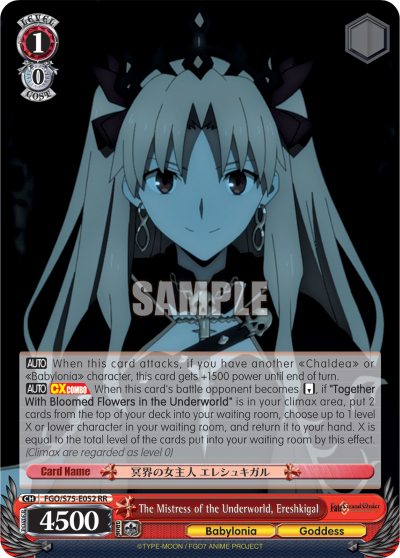 LEVEL
1
0
COST
SAMPLE
AUTO When this card attacks, if you have another «Chaldea» or
«Babylonia» character, this card gets +1500 power until end of turn.
AUTO CX COMBO When this card's battle opponent becomes, if "Together
With Bloomed Flowers in the Underworld" is in your climax area, put 2
cards from the top of your deck into your waiting room, choose up to 1 level
X or lower character in your waiting room, and return it to your hand. X is
equal to the total level of the cards put into your waiting room by this effect.
(Climax are regarded as level 0)
Card Name
冥界の女主人 エレシュキガル
CH FGO/S75-E052 RR
The Mistress of the Underworld, Ereshkigal
Fate/Grand Order
POWER
4500
SOUL
Babylonia
Goddess
©TYPE-MOON / FGO7 ANIME PROJECT